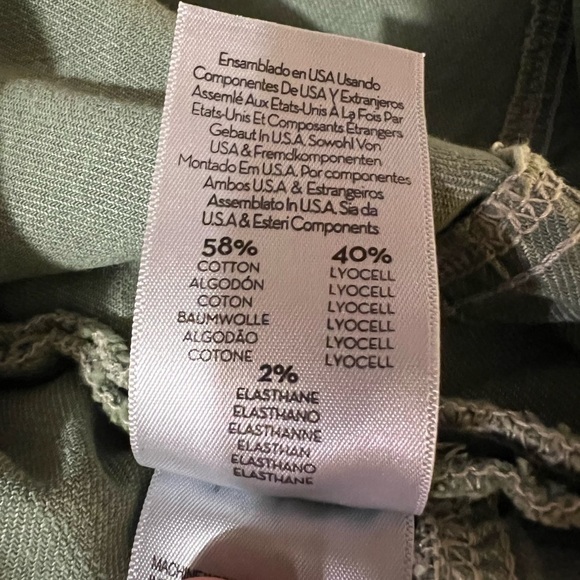 Ensamblado en USA Usando
Componentes De USA Y Extranjeros
Assemlé Aux Etats-Unis À La Fois Par
Etats-Unis Et Composants Étrangers
Gebaut In U.S.A. Sowohl Von
USA & Fremdkomponenten
Montado Em U.S.A. Por componentes
Ambos U.S.A & Estrangeiros
Assemblato In U.S.A. Sia da
U.S.A & Esteri Components
58% 40%
COTTON LYOCELL
ALGODÓN LYOCELL
COTON LYOCELL
BAUMWOLLE LYOCELL
ALGODÃO LYOCELL
COTONE LYOCELL
2%
ELASTHANE
ELASTHANO
ELASTHANNE
ELASTHAN
ELASTHANO
ELASTHANE